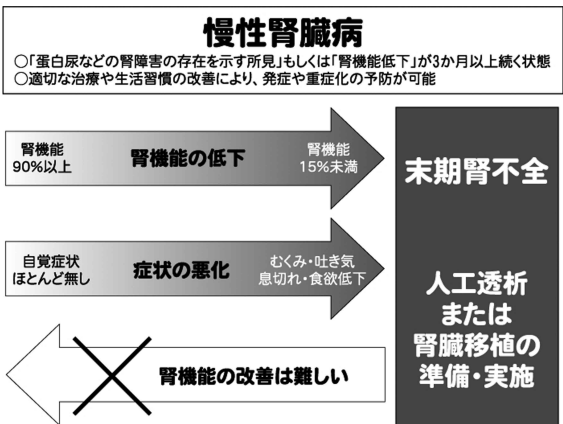 慢性腎臓病
○「蛋白尿などの腎障害の存在を示す所見」もしくは「腎機能低下」が3か月以上続く状態
○適切な治療や生活習慣の改善により、発症や重症化の予防が可能
腎機能
90%以上
腎機能の低下
腎機能
15%未満
自覚症状
ほとんど無し
症状の悪化
むくみ・吐き気
息切れ・食欲低下
腎機能の改善は難しい
末期腎不全
人工透析
または
腎臓移植の
準備・実施